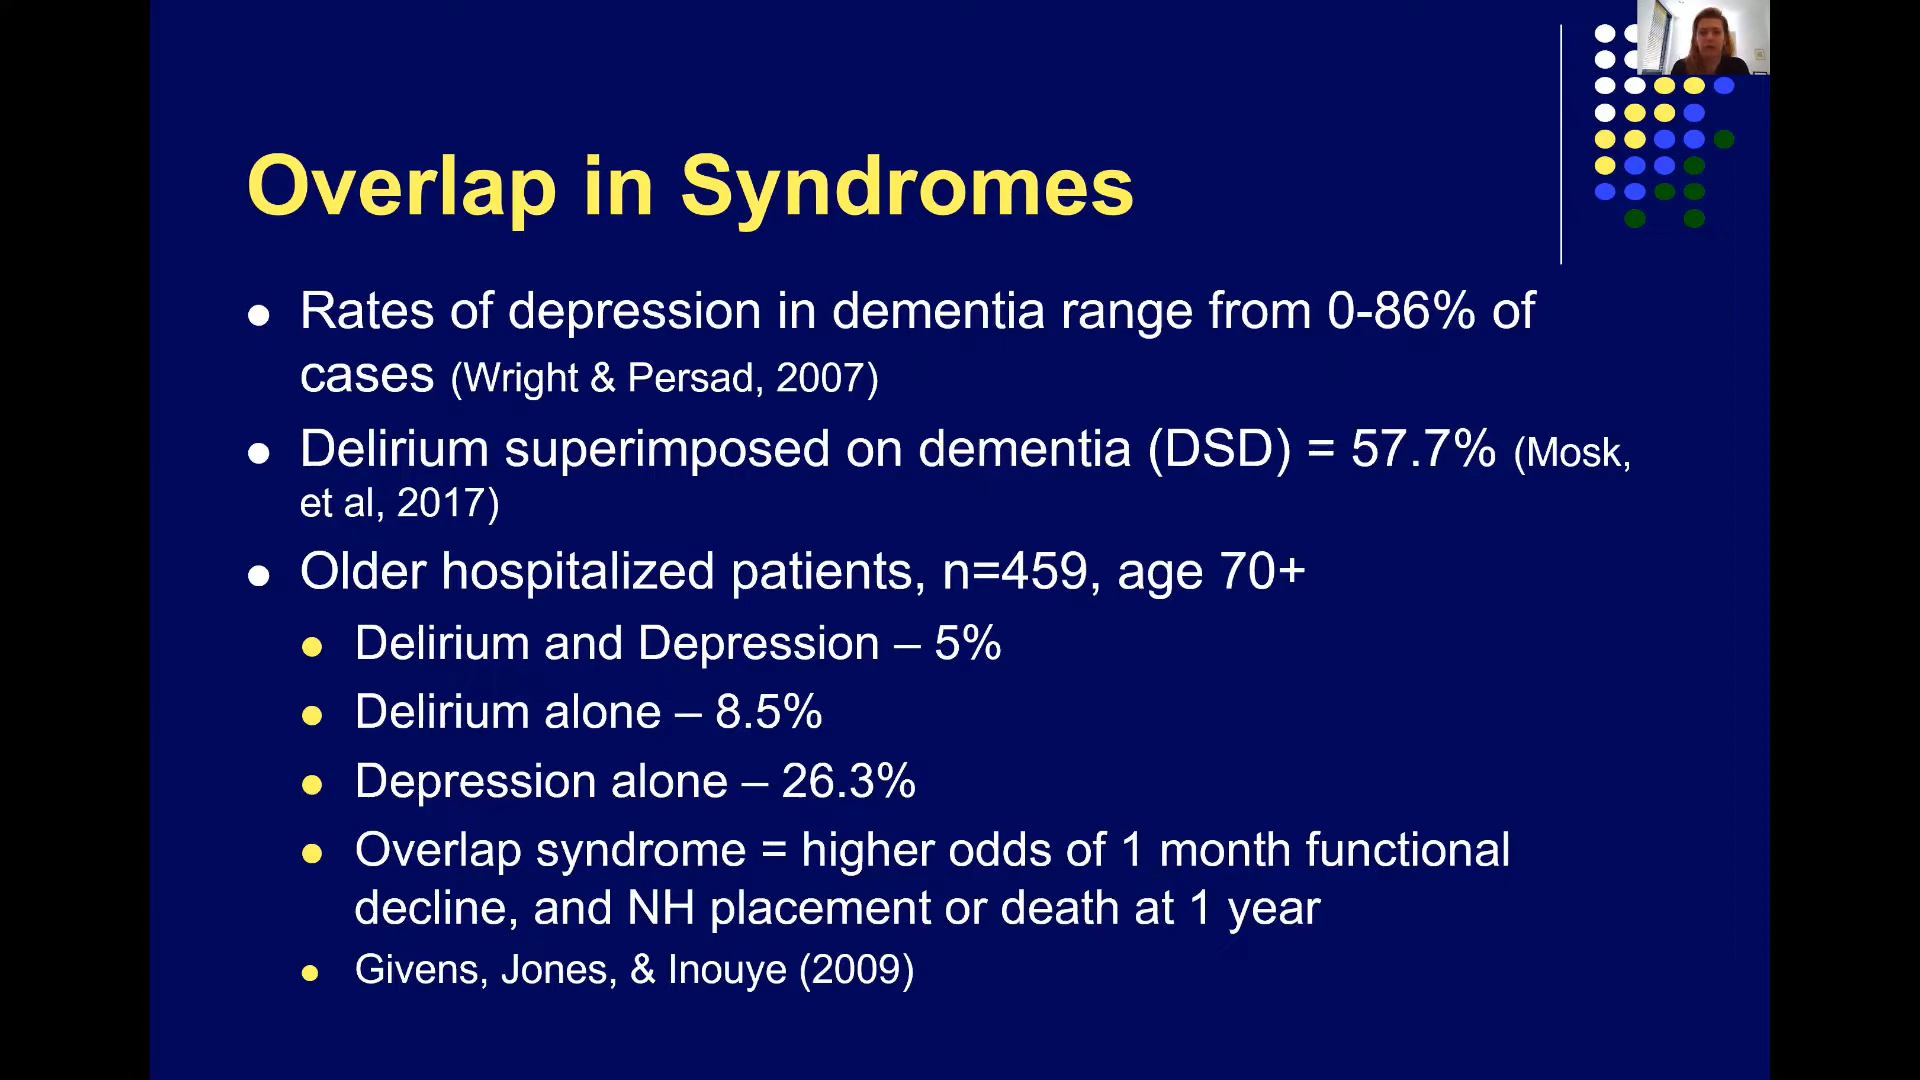 Overlap in Syndromes
Rates of depression in dementia range from 0-86% of
cases (Wright & Persad, 2007)
Delirium superimposed on dementia (DSD) = 57.7% (Mosk,
et al, 2017)
Older hospitalized patients, n=459, age 70+
Delirium and Depression – 5%
Delirium alone – 8.5%
Depression alone – 26.3%
Overlap syndrome = higher odds of 1 month functional
decline, and NH placement or death at 1 year
Givens, Jones, & Inouye (2009)